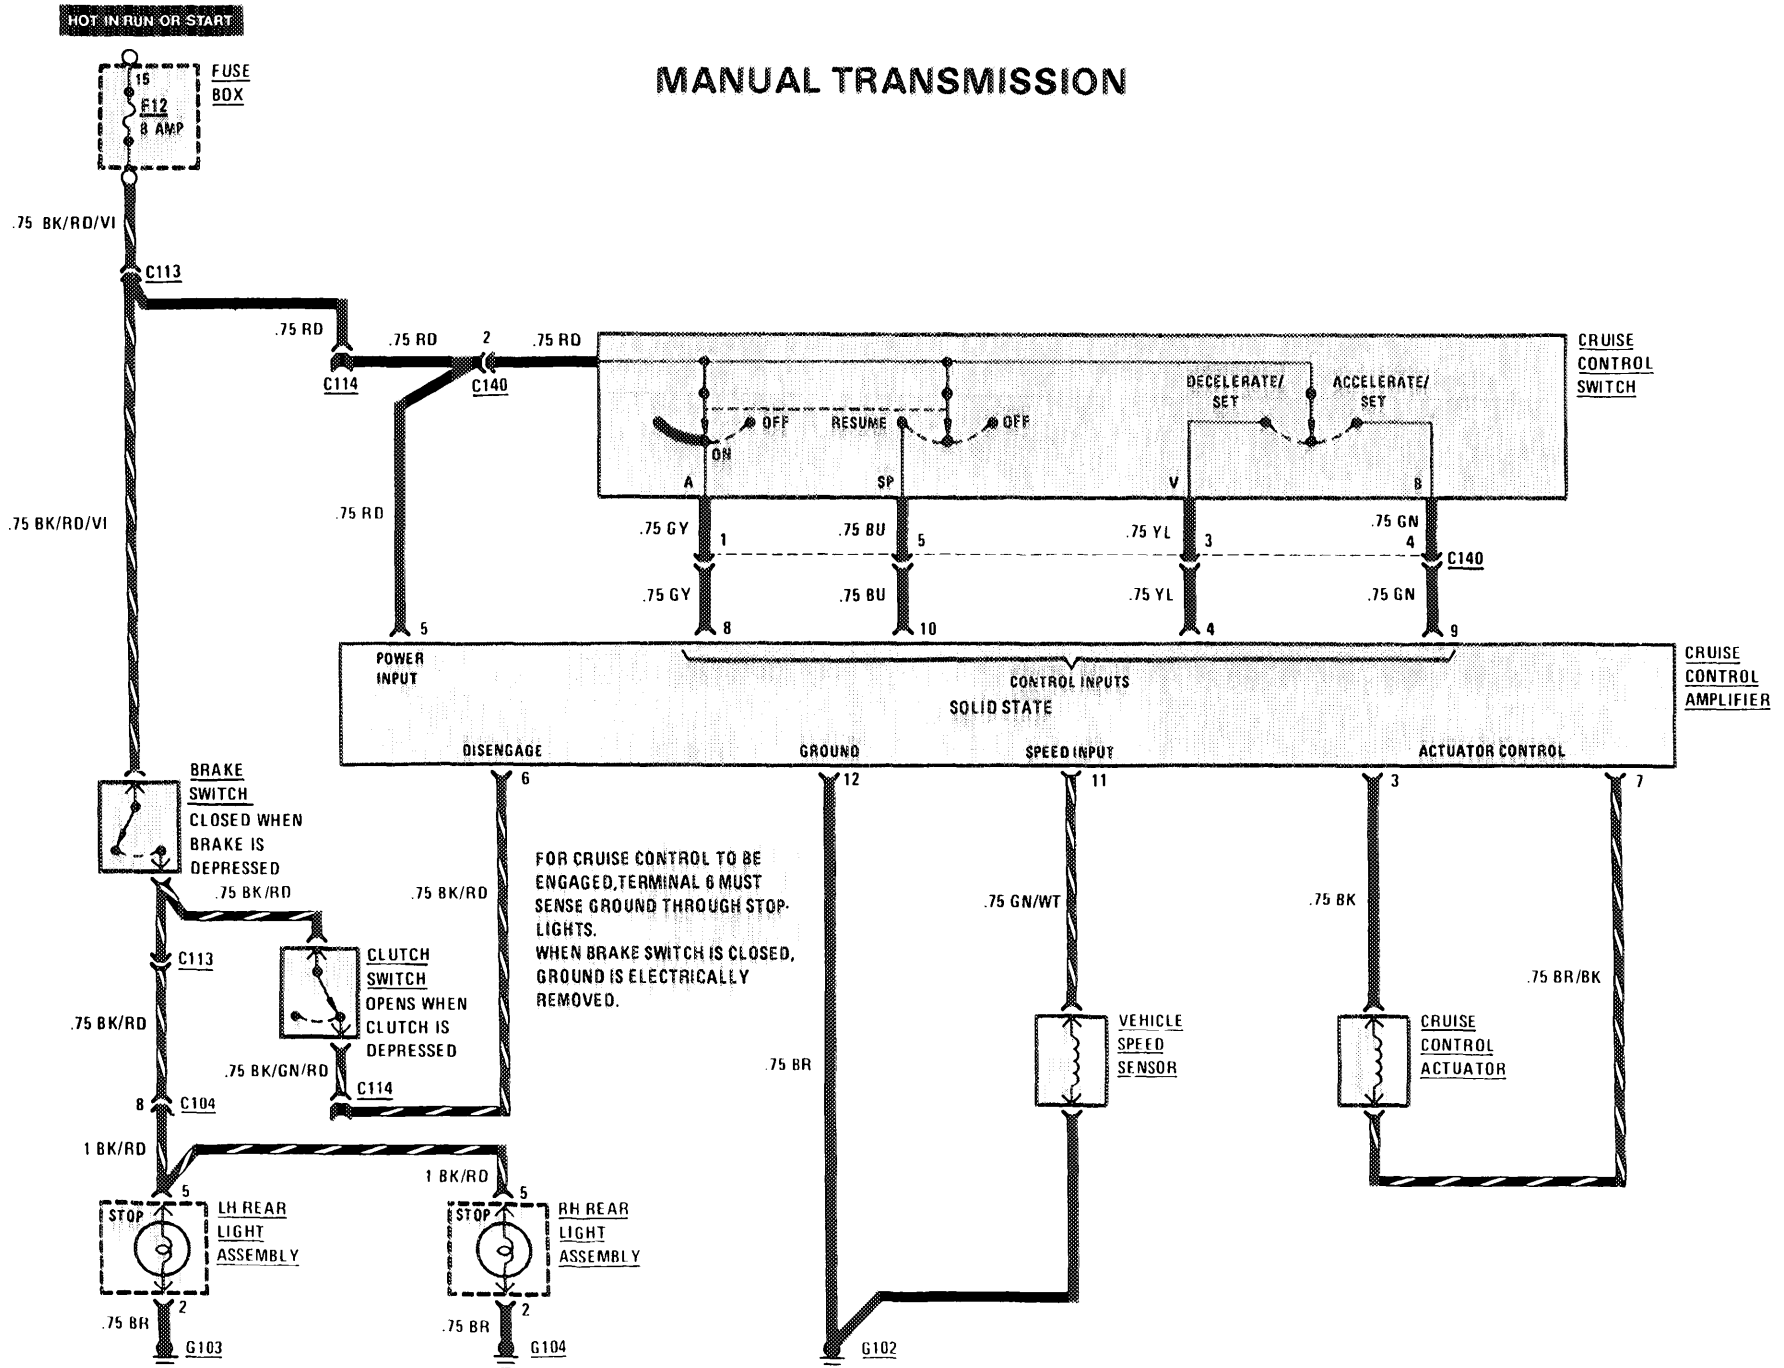 HOT IN RUN OR START
MANUAL TRANSMISSION
15
F12
8 AMP
FUSE
BOX
.75 BK/RD/VI
C113
.75 RD
.75 RD
2
.75 RD
C114
C140
CRUISE
CONTROL
SWITCH
DECELERATE/
SET
ACCELERATE/
SET
OFF
RESUME
OFF
ON
A
SP
V
B
.75 BK/RD/VI
.75 RD
.75 GY
1
.75 BU
5
.75 YL
3
.75 GN
4
C140
.75 GY
.75 BU
.75 YL
.75 GN
5
8
10
4
9
POWER
INPUT
CONTROL INPUTS
SOLID STATE
CRUISE
CONTROL
AMPLIFIER
DISENGAGE
GROUND
SPEED INPUT
ACTUATOR CONTROL
6
12
11
3
7
BRAKE
SWITCH
CLOSED WHEN
BRAKE IS
DEPRESSED
.75 BK/RD
.75 BK/RD
FOR CRUISE CONTROL TO BE
ENGAGED,TERMINAL 6 MUST
SENSE GROUND THROUGH STOP-
LIGHTS.
WHEN BRAKE SWITCH IS CLOSED,
GROUND IS ELECTRICALLY
REMOVED.
.75 GN/WT
.75 BK
.75 BR/BK
C113
CLUTCH
SWITCH
OPENS WHEN
CLUTCH IS
DEPRESSED
.75 BK/RD
.75 BK/GN/RD
C114
.75 BR
VEHICLE
SPEED
SENSOR
CRUISE
CONTROL
ACTUATOR
8
C104
1 BK/RD
1 BK/RD
5
5
STOP
LH REAR
LIGHT
ASSEMBLY
STOP
RH REAR
LIGHT
ASSEMBLY
2
.75 BR
G103
2
.75 BR
G104
G102